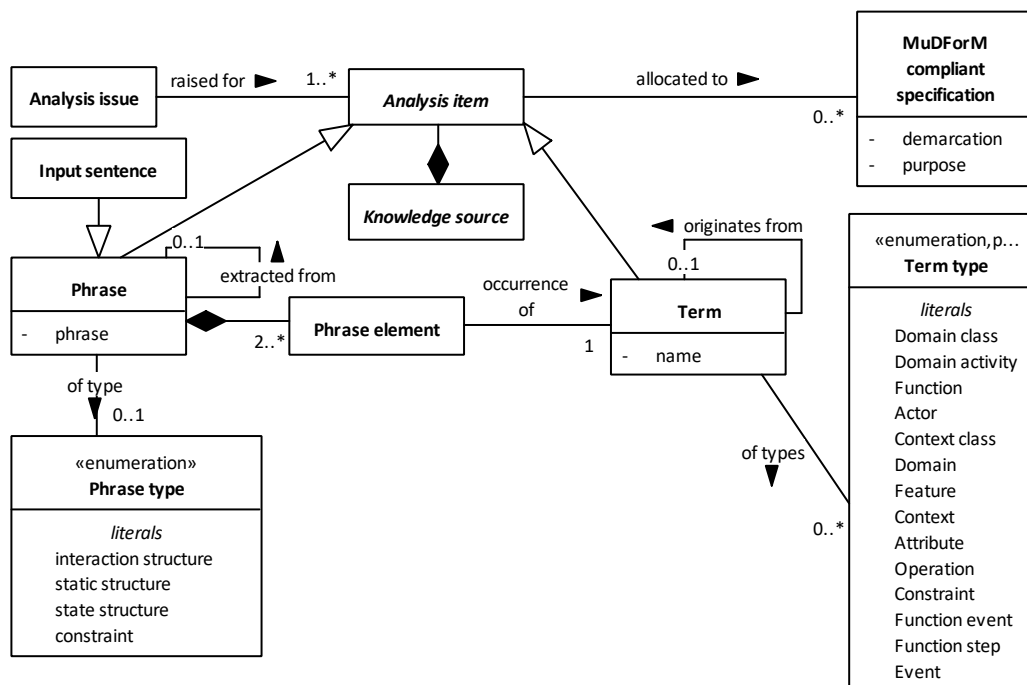 MuDForM
compliant
specification
- demarcation
- purpose
Analysis issue
raised for
1..*
Analysis item
allocated to
0..*
Input sentence
Knowledge source
0..1
extracted from
Phrase
- phrase
2..*
Phrase element
occurrence
of
1
originates from
0..1
Term
- name
of type
0..1
«enumeration»
Phrase type
literals
interaction structure
static structure
state structure
constraint
of types
0..*
«enumeration,p...
Term type
literals
Domain class
Domain activity
Function
Actor
Context class
Domain
Feature
Context
Attribute
Operation
Constraint
Function event
Function step
Event